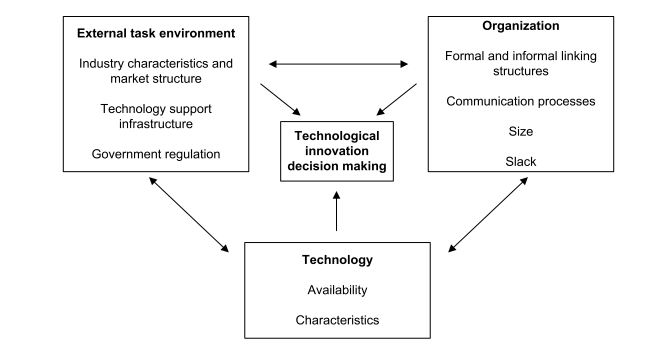 External task environment
Industry characteristics and
market structure
Technology support
infrastructure
Government regulation
Organization
Formal and informal linking
structures
Communication processes
Size
Slack
Technological
innovation
decision making
Technology
Availability
Characteristics